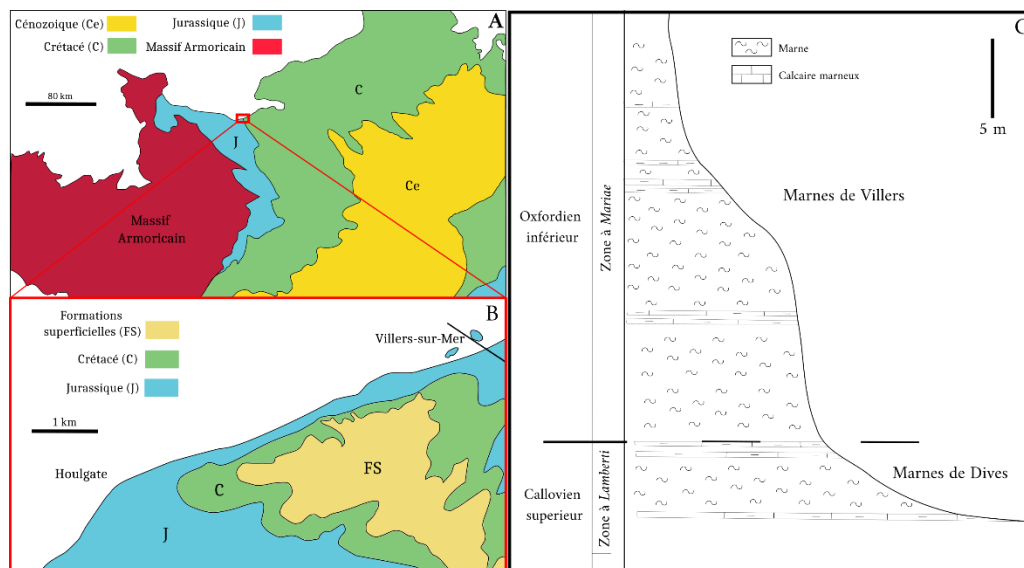 A
Cénozoique (Ce)
Jurassique (J)
Crétacé (C)
Massif Armoricain
80 km
C
J
Ce
Massif
Armoricain
B
Formations
superficielles (FS)
Villers-sur-Mer
Crétacé (C)
Jurassique (J)
1 km
Houlgate
FS
C
J
C
Marne
Calcaire marneux
5 m
Marnes de Villers
Oxfordien
inférieur
Zone à Mariae
Marnes de Dives
Callovien
superieur
Zone à Lamberti